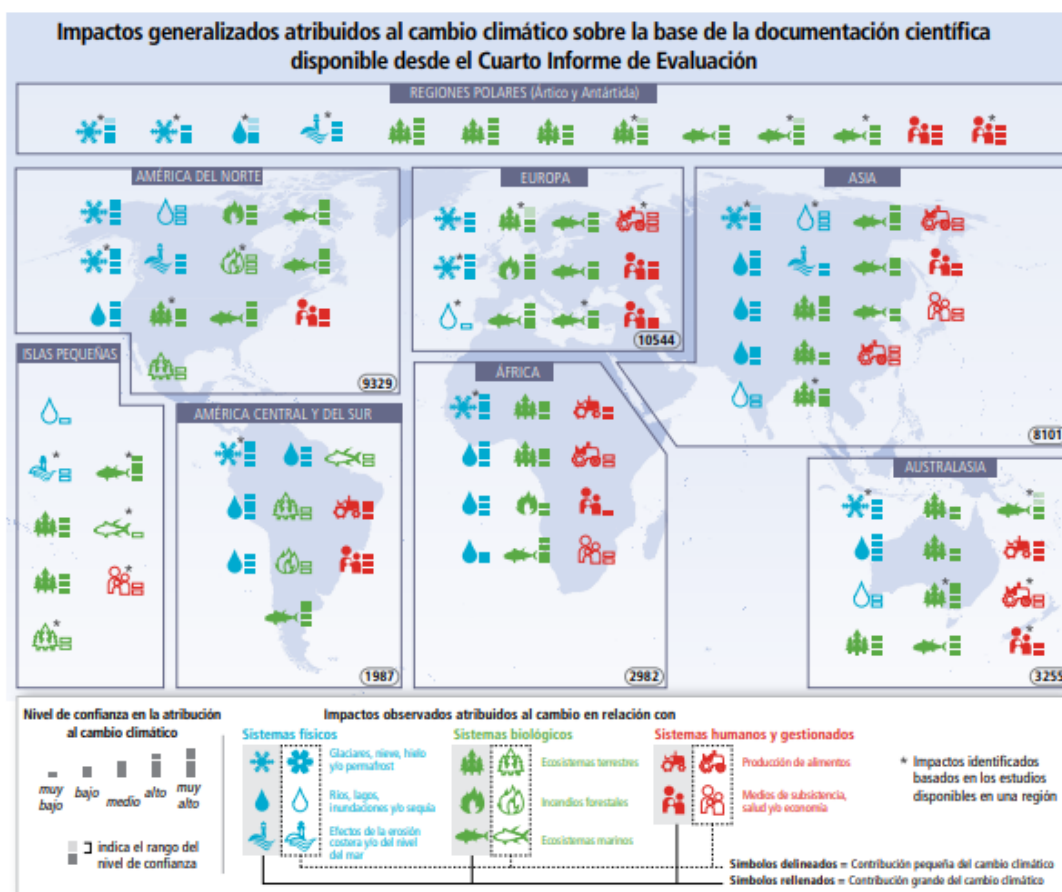 Impactos generalizados atribuidos al cambio climático sobre la base de la documentación científica
disponible desde el Cuarto Informe de Evaluación
REGIONES POLARES (Ártico y Antártida)
AMÉRICA DEL NORTE
EUROPA
ASIA
10544
ISLAS PEQUEÑAS
9329
ÁFRICA
AMÉRICA CENTRAL Y DEL SUR
8101
AUSTRALASIA
1987
2982
3255
Nivel de confianza en la atribución
al cambio climático
muy
bajo
bajo
medio
alto
muy
alto
indica el rango del
nivel de confianza
Impactos observados atribuidos al cambio en relación con
Sistemas físicos
Glaciares, nieve, hielo
y/o permafrost
Ríos, lagos,
inundaciones y/o sequía
Efectos de la erosión
costera y/o del nivel
del mar
Sistemas biológicos
Ecosistemas terrestres
Incendios forestales
Ecosistemas marinos
Sistemas humanos y gestionados
Producción de alimentos
Medios de subsistencia,
salud y/o economía
* Impactos identificados
basados en los estudios
disponibles en una región
Símbolos delineados = Contribución pequeña del cambio climático
Símbolos rellenados = Contribución grande del cambio climático